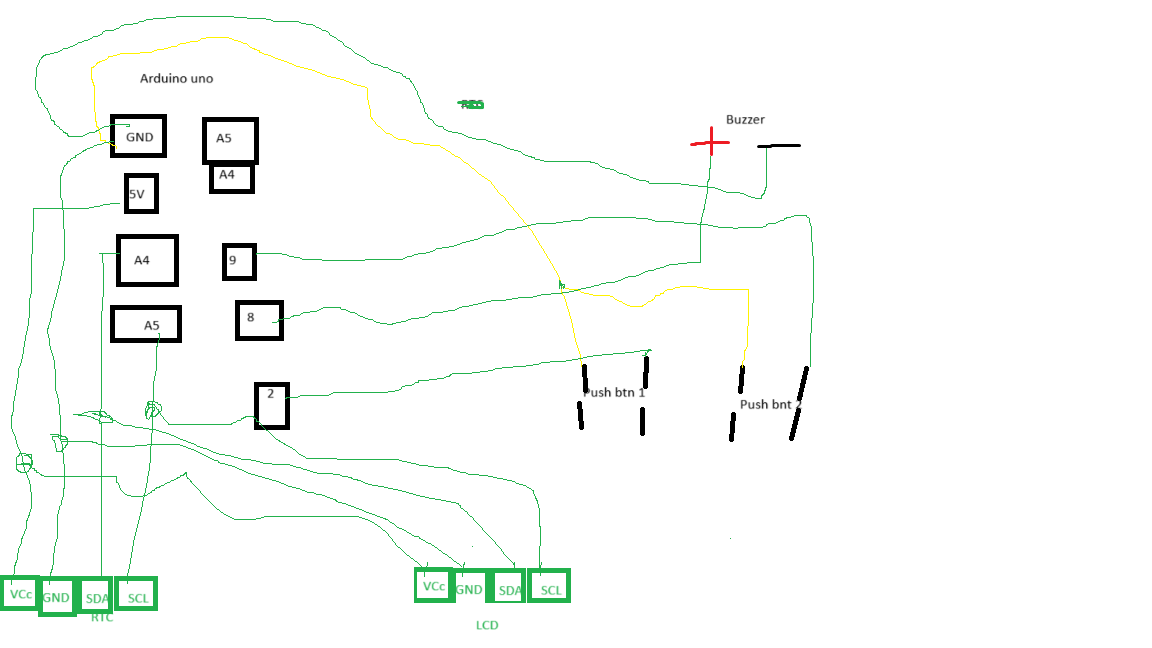 Arduino uno
Buzzer
GND
A5
A4
5V
A4
9
A5
8
2
Push btn 1
Push bnt 2
VCc
GND
SDA
SCL
RTC
VCc
GND
SDA
SCL
LCD